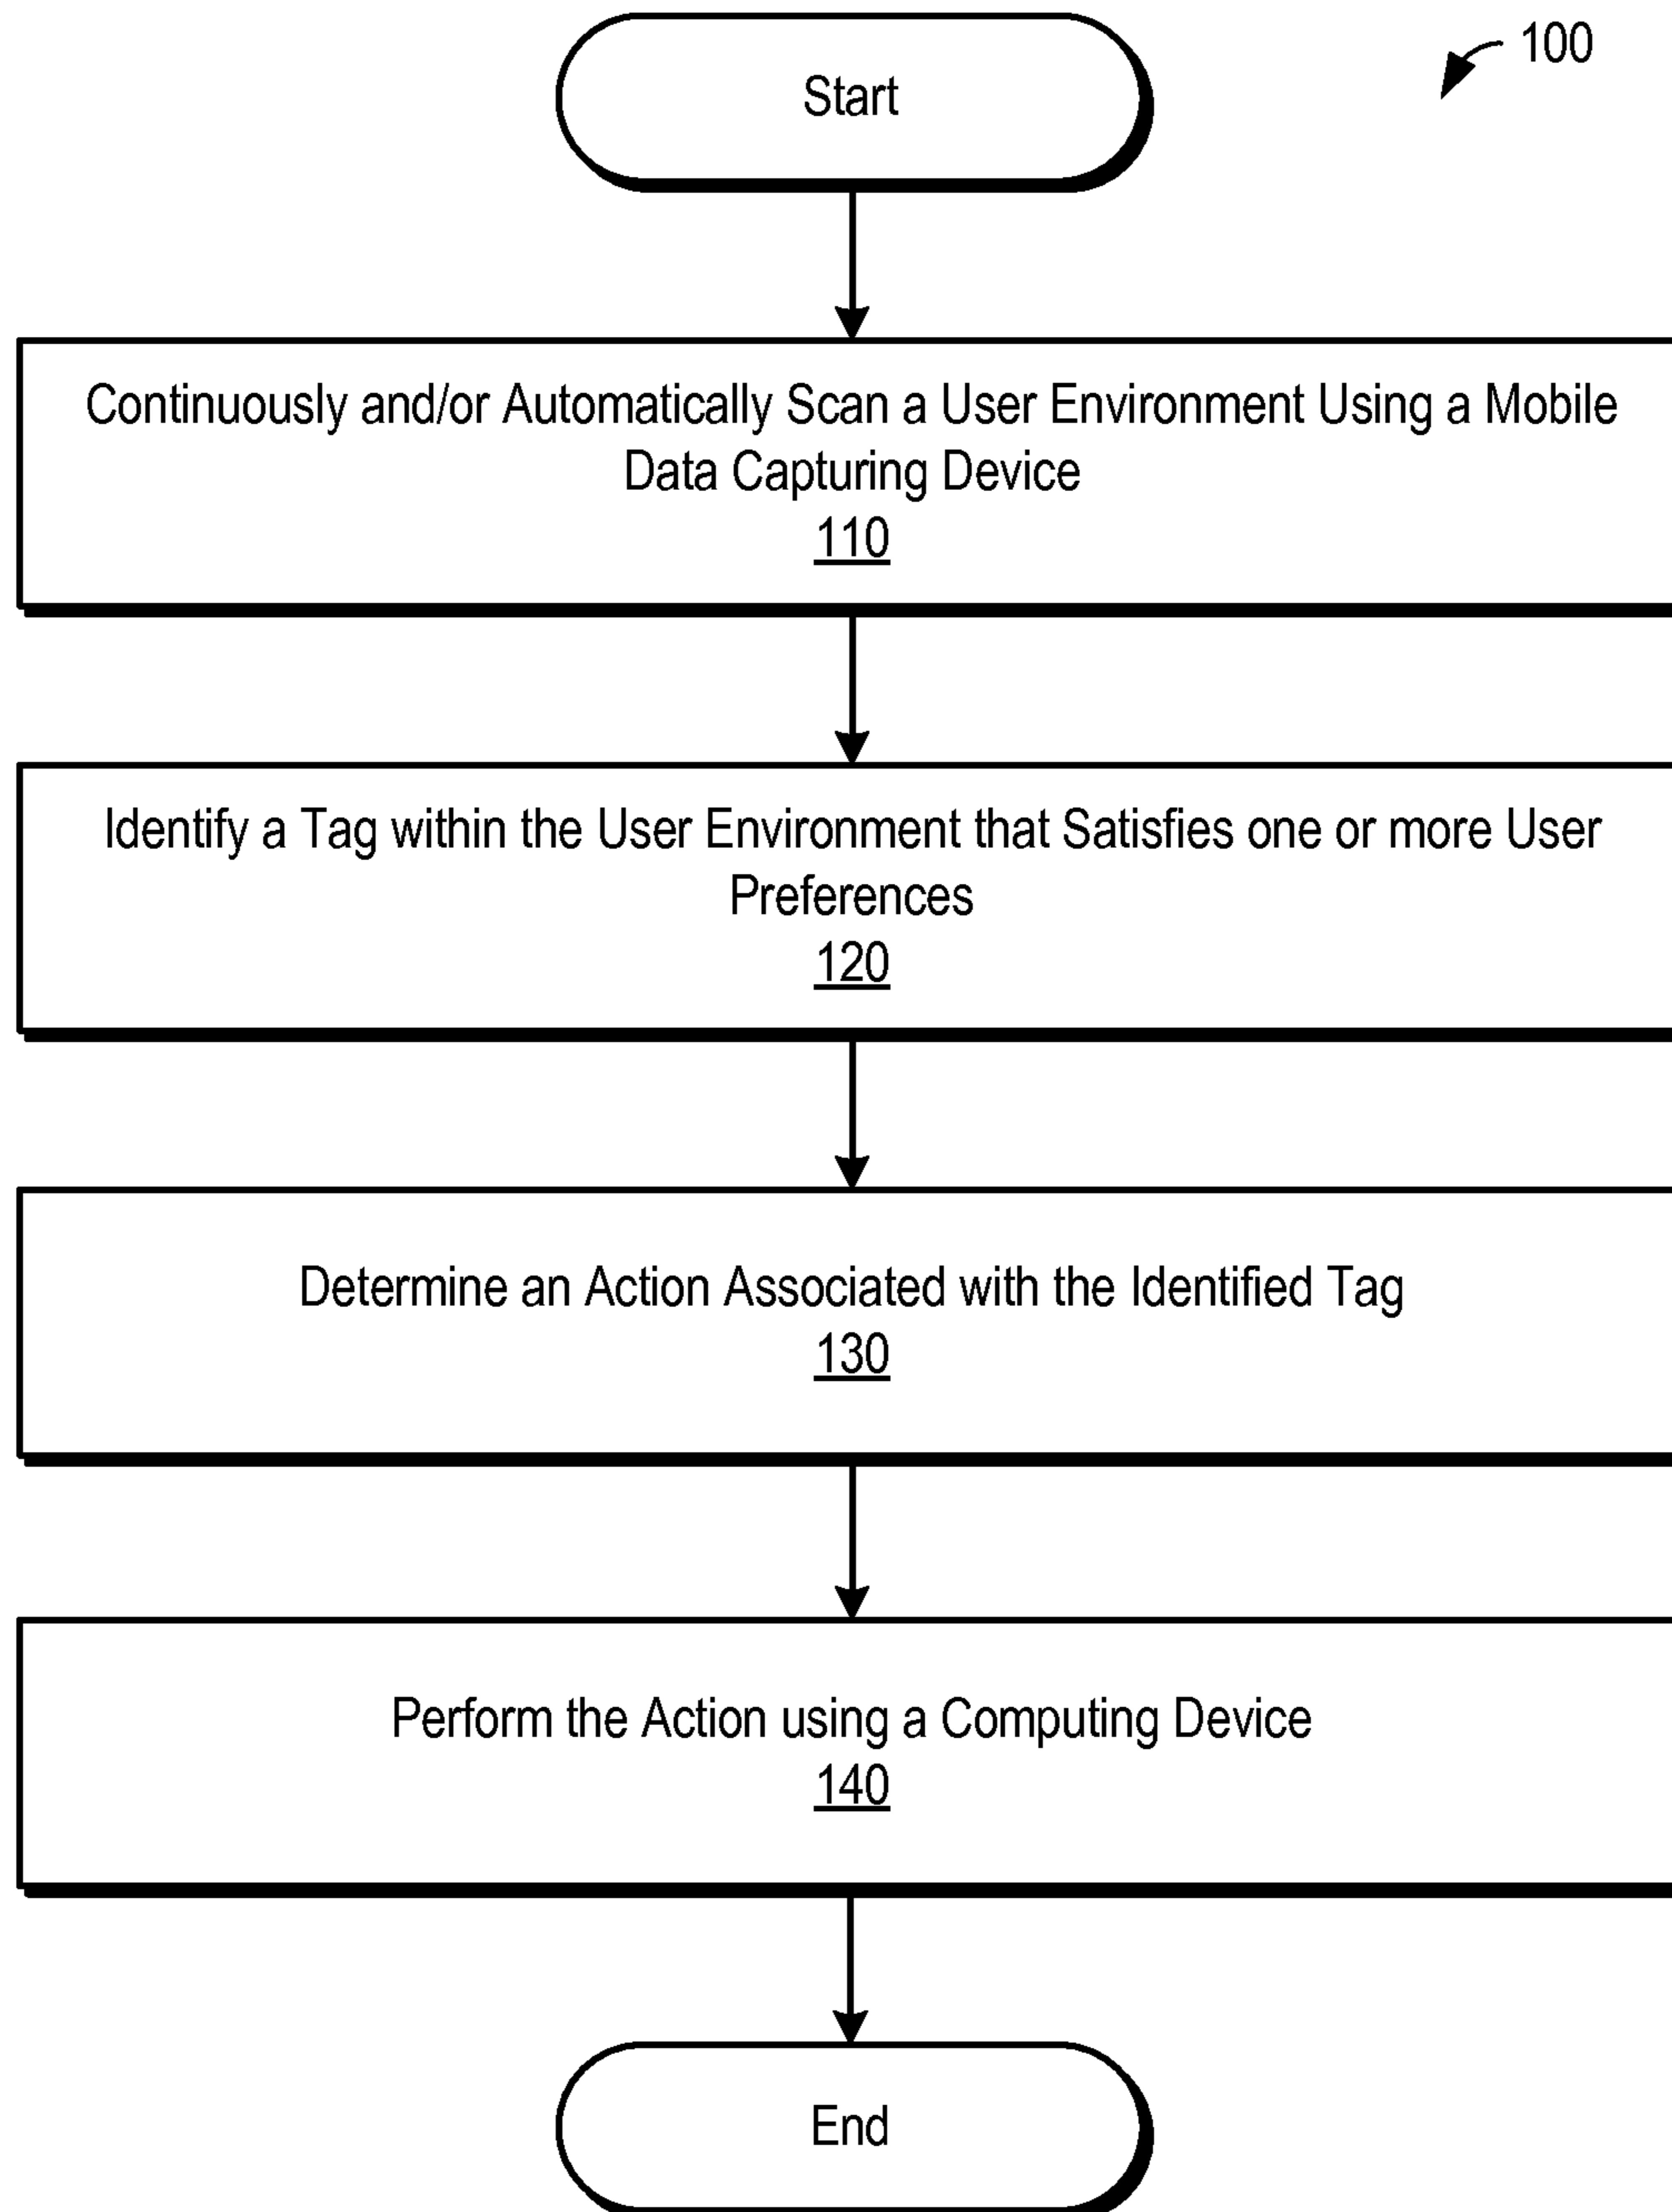 Start
100
Continuously and/or Automatically Scan a User Environment Using a Mobile
Data Capturing Device
110
Identify a Tag within the User Environment that Satisfies one or more User
Preferences
120
Determine an Action Associated with the Identified Tag
130
Perform the Action using a Computing Device
140
End